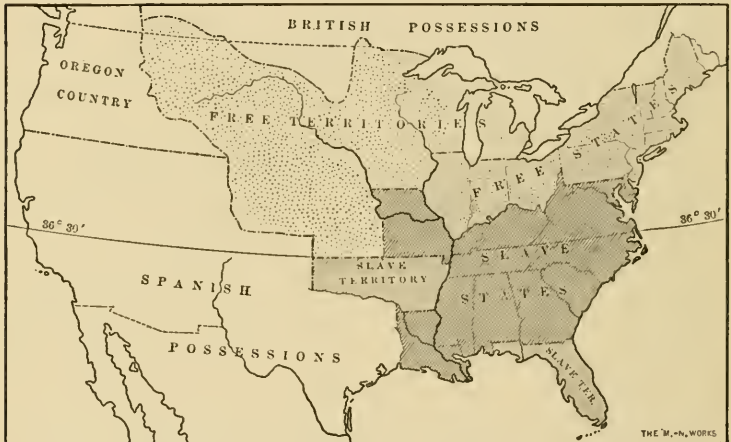 BRITISH POSSESSIONS
OREGON
COUNTRY
FREE TERRITORIES
FREE STATES
36° 30'
36° 30'
SLAVE
STATES
SLAVE
TERRITORY
SPANISH
POSSESSIONS
SLAVE TER.
THE M.-N. WORKS